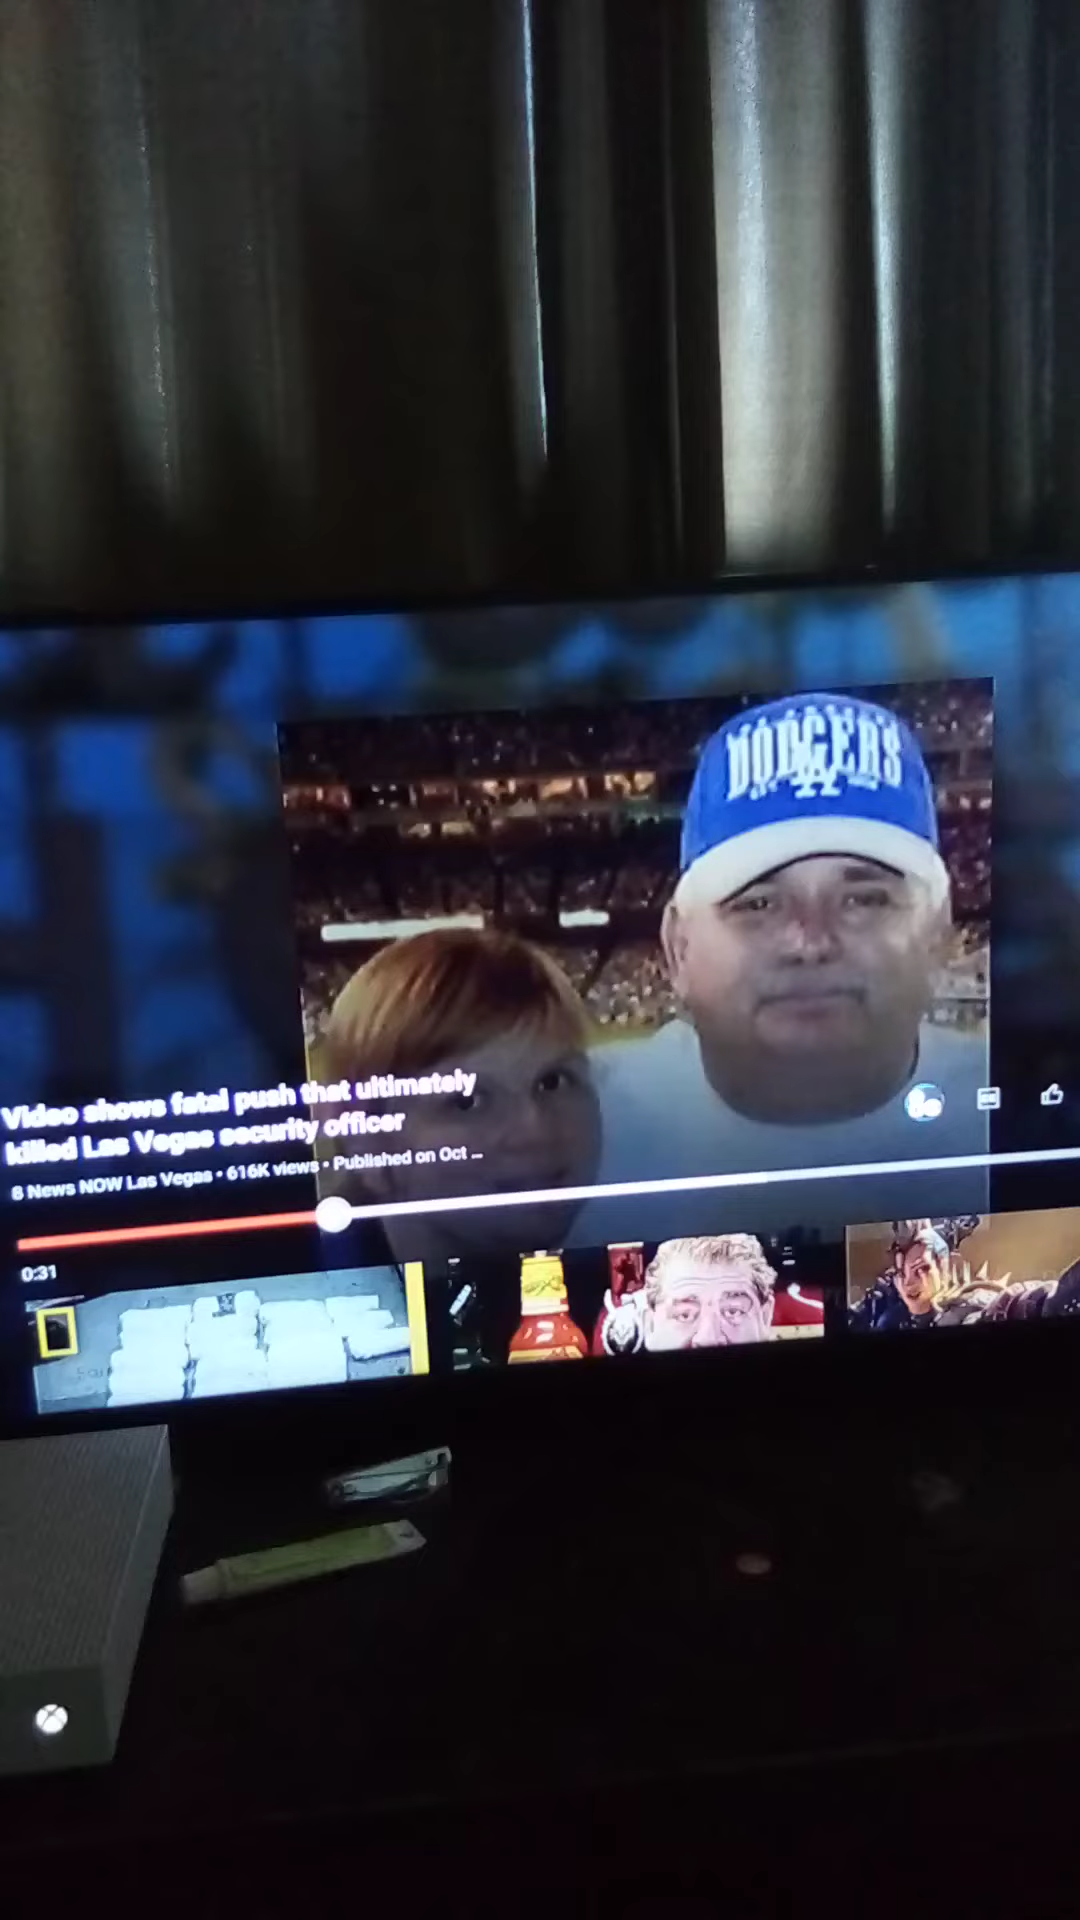 DODGERS
LA
Video shows fatal push that ultimately
killed Las Vegas security officer
8 News NOW Las Vegas • 616K views • Published on Oct ...
0:31